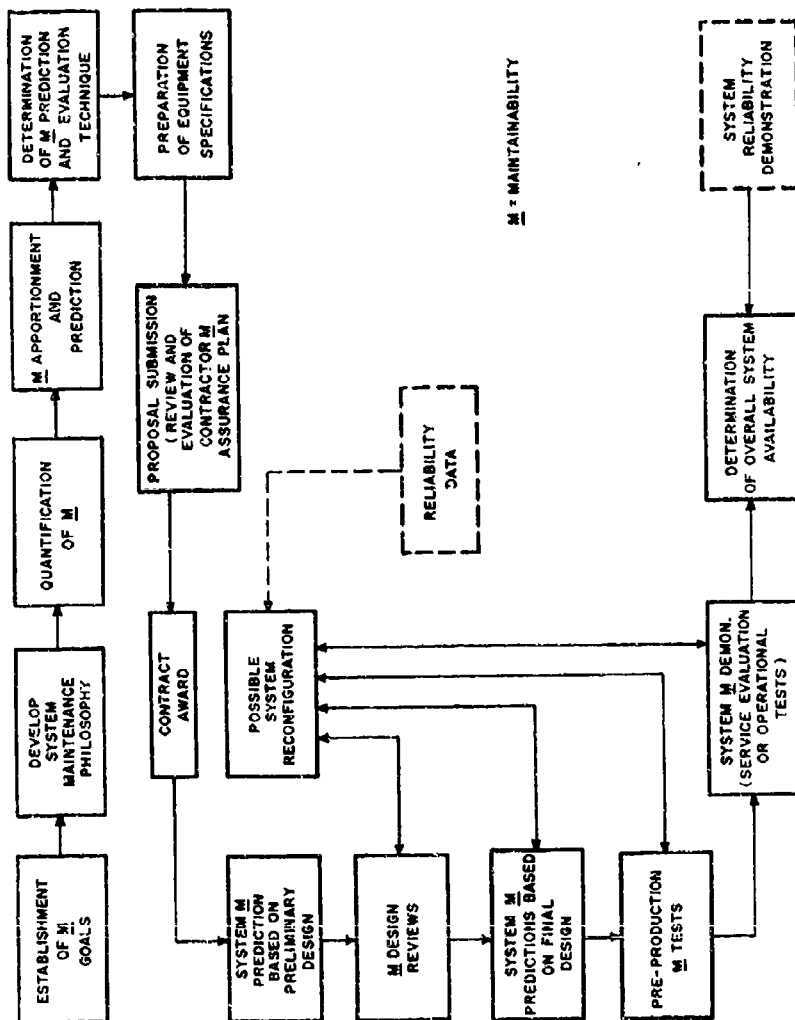 ESTABLISHMENT
OF M
GOALS
DEVELOP
SYSTEM
MAINTENANCE
PHILOSOPHY
QUANTIFICATION
OF M
M APPORTIONMENT
AND
PREDICTION
DETERMINATION
OF M PREDICTION
AND EVALUATION
TECHNIQUE
PREPARATION
OF EQUIPMENT
SPECIFICATIONS
PROPOSAL SUBMISSION
(REVIEW AND
EVALUATION OF
CONTRACTOR M
ASSURANCE PLAN
CONTRACT
AWARD
SYSTEM M
PREDICTION
BASED ON
PRELIMINARY
DESIGN
M DESIGN
REVIEWS
SYSTEM M
PREDICTIONS BASED
ON FINAL
DESIGN
PRE-PRODUCTION
M TESTS
POSSIBLE
SYSTEM
RECONFIGURATION
RELIABILITY
DATA
SYSTEM M DEMON.
(SERVICE EVALUATION
OR OPERATIONAL
TESTS)
DETERMINATION
OF OVERALL SYSTEM
AVAILABILITY
SYSTEM
RELIABILITY
DEMONSTRATION
M = MAINTAINABILITY